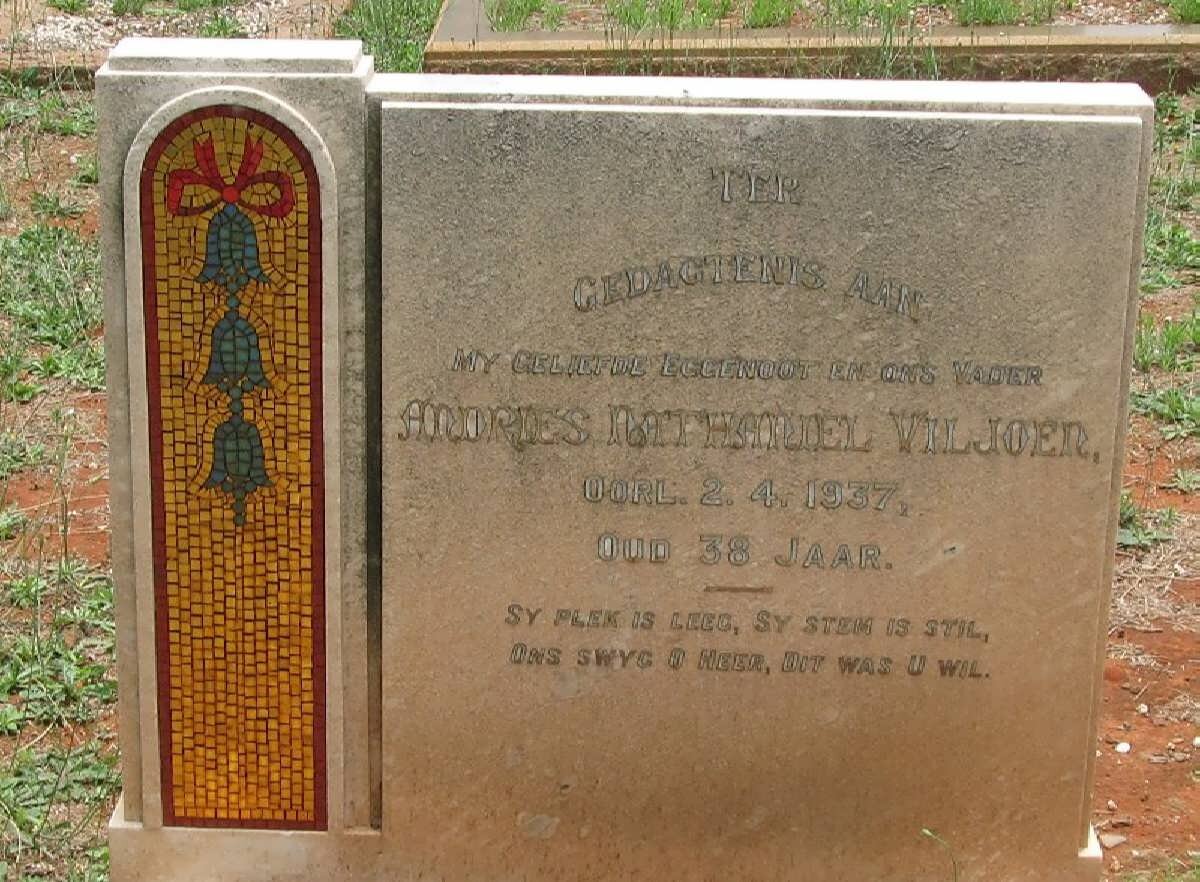 TER
GEDAGTENIS AAN
MY GELIEFDE EGGENOOT EN ONS VADER
ANDRIES NATHANIEL VILJOEN,
OORL. 2. 4. 1937,
OUD 38 JAAR.
SY PLEK IS LEEG, SY STEM IS STIL,
ONS SWYG O HEER, DIT WAS U WIL.